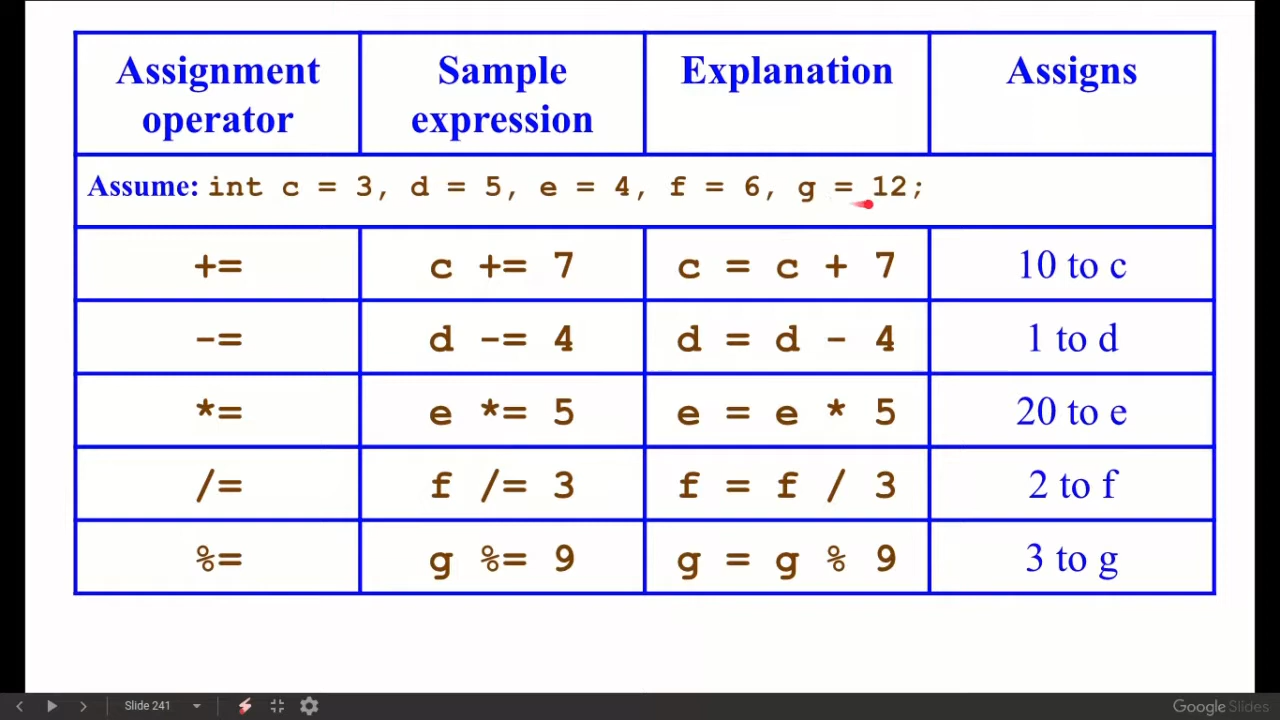 Assignment operator Sample expression Explanation Assigns
Assume: int c = 3, d = 5, e = 4, f = 6, g = 12;
+= c += 7 c = c + 7 10 to c
-= d -= 4 d = d - 4 1 to d
*= e *= 5 e = e * 5 20 to e
/= f /= 3 f = f / 3 2 to f
%= g %= 9 g = g % 9 3 to g
Slide 241 Google Slides